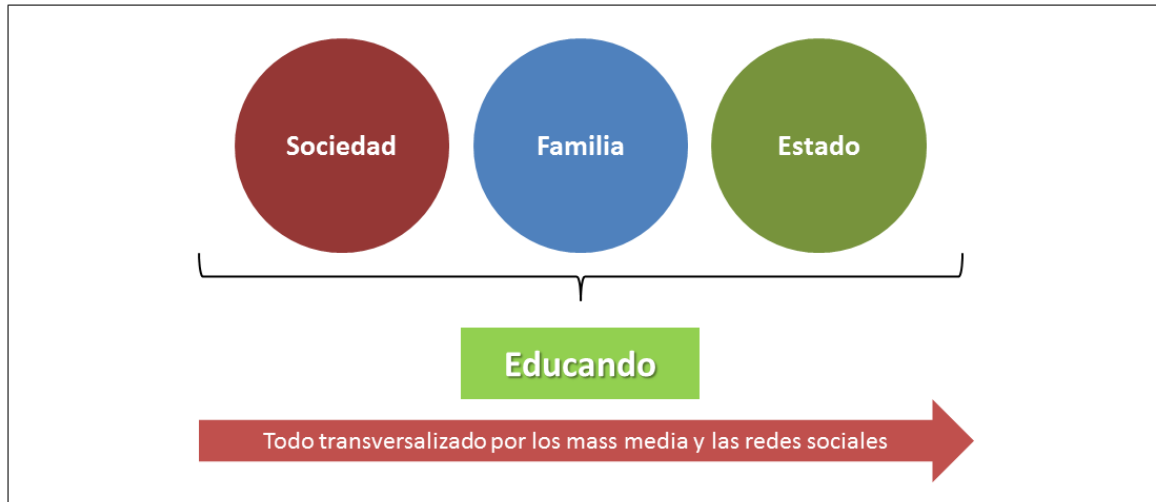 Sociedad
Familia
Estado
Educando
Todo transversalizado por los mass media y las redes sociales